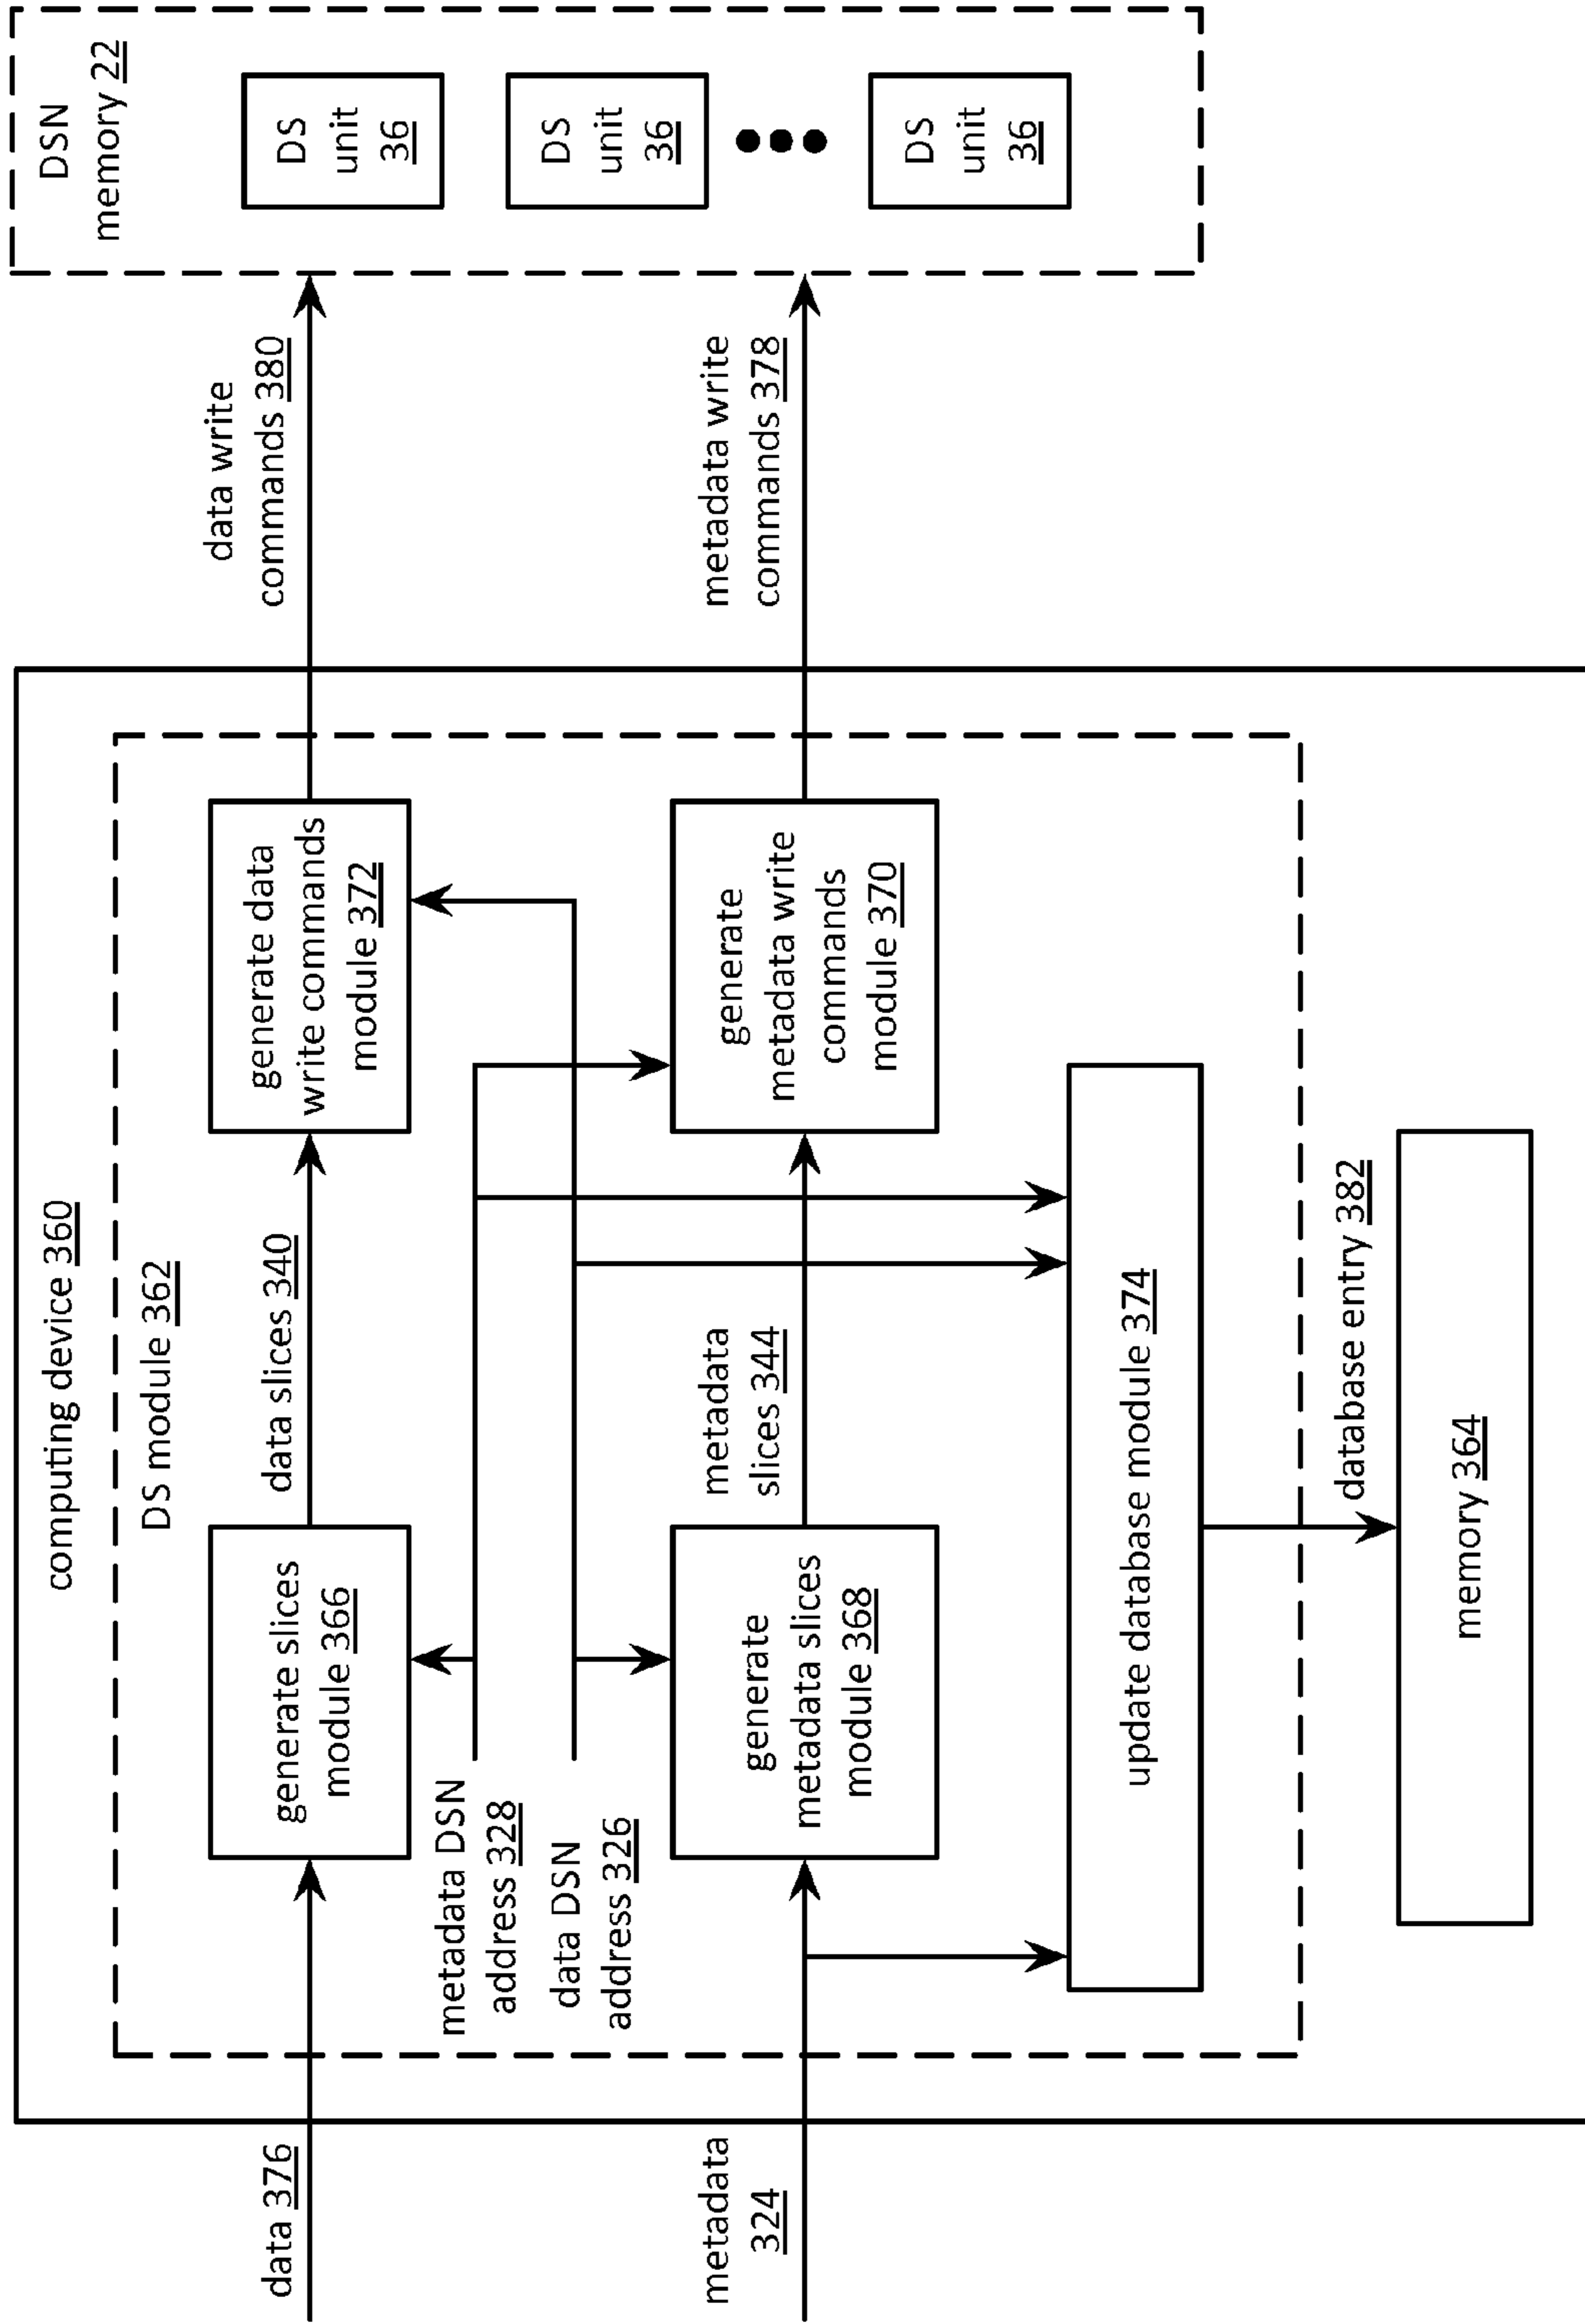 computing device 360
DS module 362
data 376
generate slices
module 366
data slices 340
generate data
write commands
module 372
data write
commands 380
metadata DSN
address 328
data DSN
address 326
metadata
324
generate
metadata slices
module 368
metadata
slices 344
generate
metadata write
commands
module 370
metadata write
commands 378
update database module 374
database entry 382
memory 364
DSN
memory 22
DS
unit
36
DS
unit
36
DS
unit
36